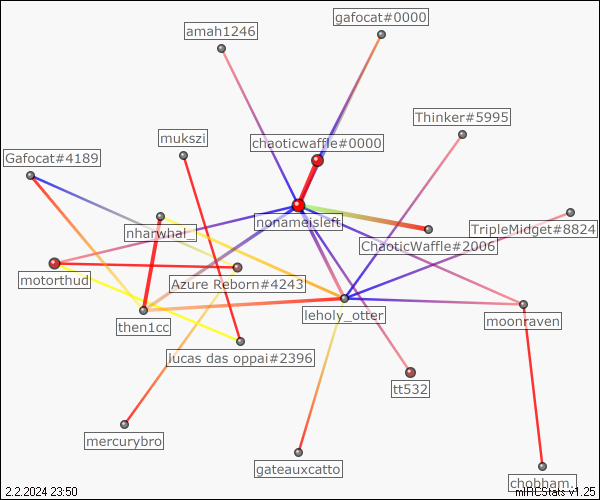 gafocat#0000
amah1246
Thinker#5995
mukszi
chaoticwaffle#0000
Gafocat#4189
nonameisleft
TripleMidget#8824
nharwhal_
ChaoticWaffle#2006
motorthud
Azure Reborn#4243
leholy_otter
moonraven
then1cc
lucas das oppai#2396
tt532
mercurybro
gateauxcatto
chobbam.
2.2.2024 23:50
mIRCStats v1.25